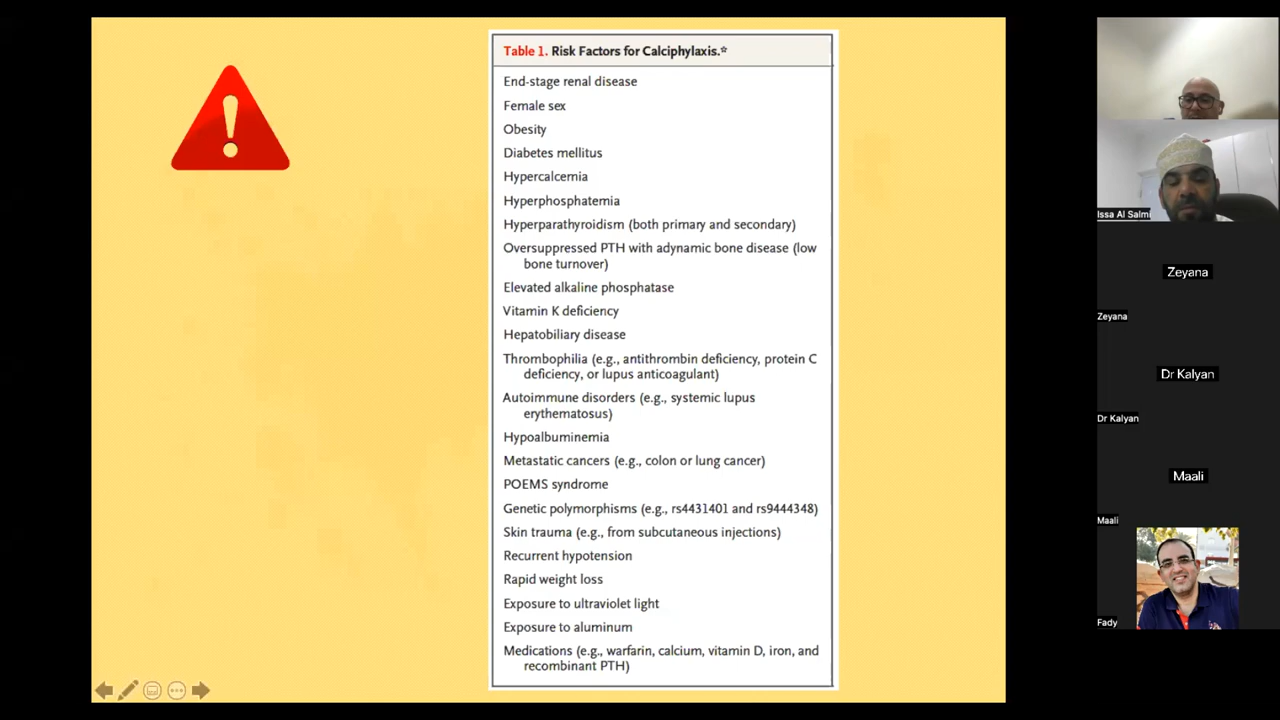 Table 1. Risk Factors for Calciphylaxis.*
End-stage renal disease
Female sex
Obesity
Diabetes mellitus
Hypercalcemia
Hyperphosphatemia
Hyperparathyroidism (both primary and secondary)
Oversuppressed PTH with adynamic bone disease (low
bone turnover)
Elevated alkaline phosphatase
Vitamin K deficiency
Hepatobiliary disease
Thrombophilia (e.g., antithrombin deficiency, protein C
deficiency, or lupus anticoagulant)
Autoimmune disorders (e.g., systemic lupus
erythematosus)
Hypoalbuminemia
Metastatic cancers (e.g., colon or lung cancer)
POEMS syndrome
Genetic polymorphisms (e.g., rs4431401 and rs9444348)
Skin trauma (e.g., from subcutaneous injections)
Recurrent hypotension
Rapid weight loss
Exposure to ultraviolet light
Exposure to aluminum
Medications (e.g., warfarin, calcium, vitamin D, iron, and
recombinant PTH)
Issa Al Salmi
Zeyana
Zeyana
Dr Kalyan
Dr Kalyan
Maali
Maali
Fady